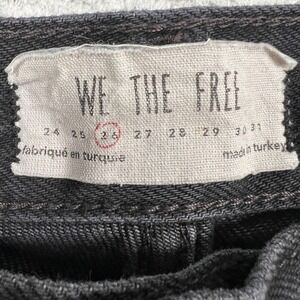 WE THE FREE
24 25 26 27 28 29 30 31
fabriqué en turquie made in turkey